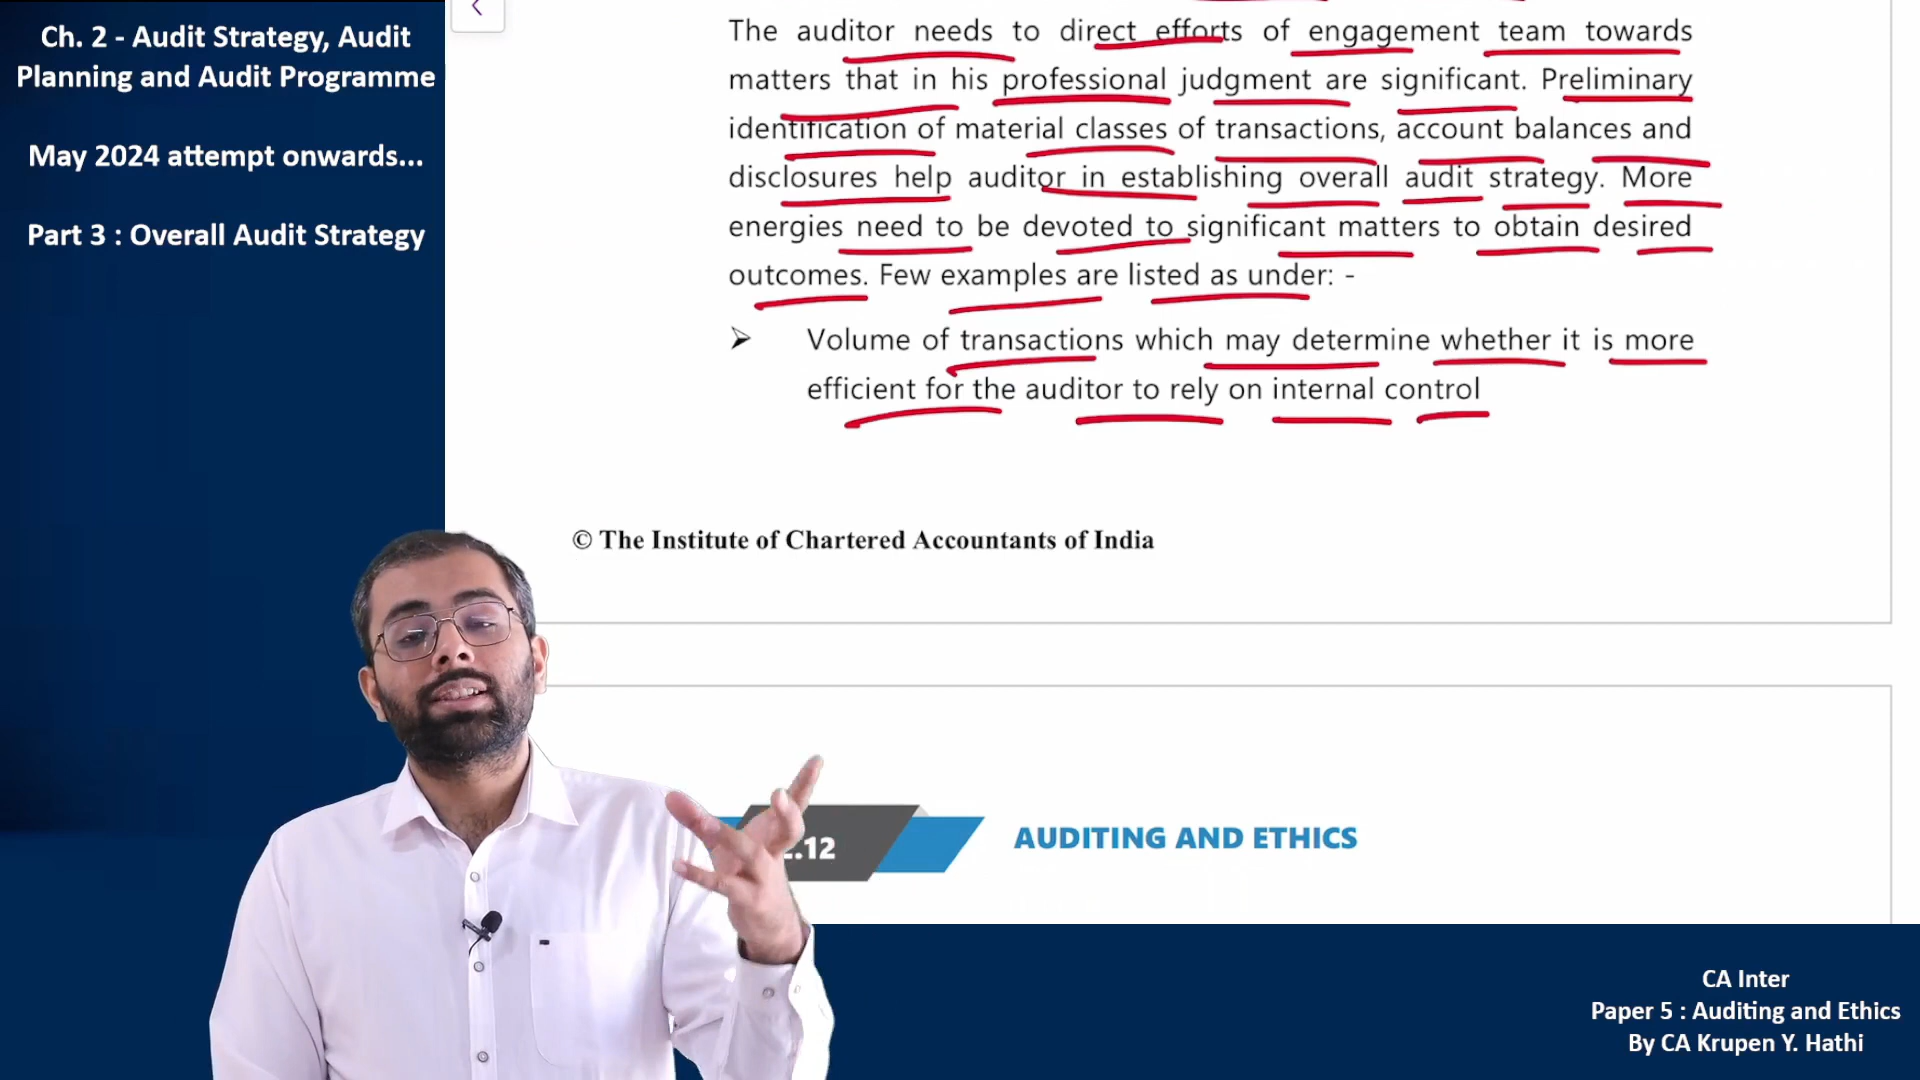 Ch. 2 - Audit Strategy, Audit
Planning and Audit Programme
May 2024 attempt onwards...
Part 3 : Overall Audit Strategy
The auditor needs to direct efforts of engagement team towards
matters that in his professional judgment are significant. Preliminary
identification of material classes of transactions, account balances and
disclosures help auditor in establishing overall audit strategy. More
energies need to be devoted to significant matters to obtain desired
outcomes. Few examples are listed as under: -
➢ Volume of transactions which may determine whether it is more
efficient for the auditor to rely on internal control
© The Institute of Chartered Accountants of India
.12
AUDITING AND ETHICS
CA Inter
Paper 5 : Auditing and Ethics
By CA Krupen Y. Hathi